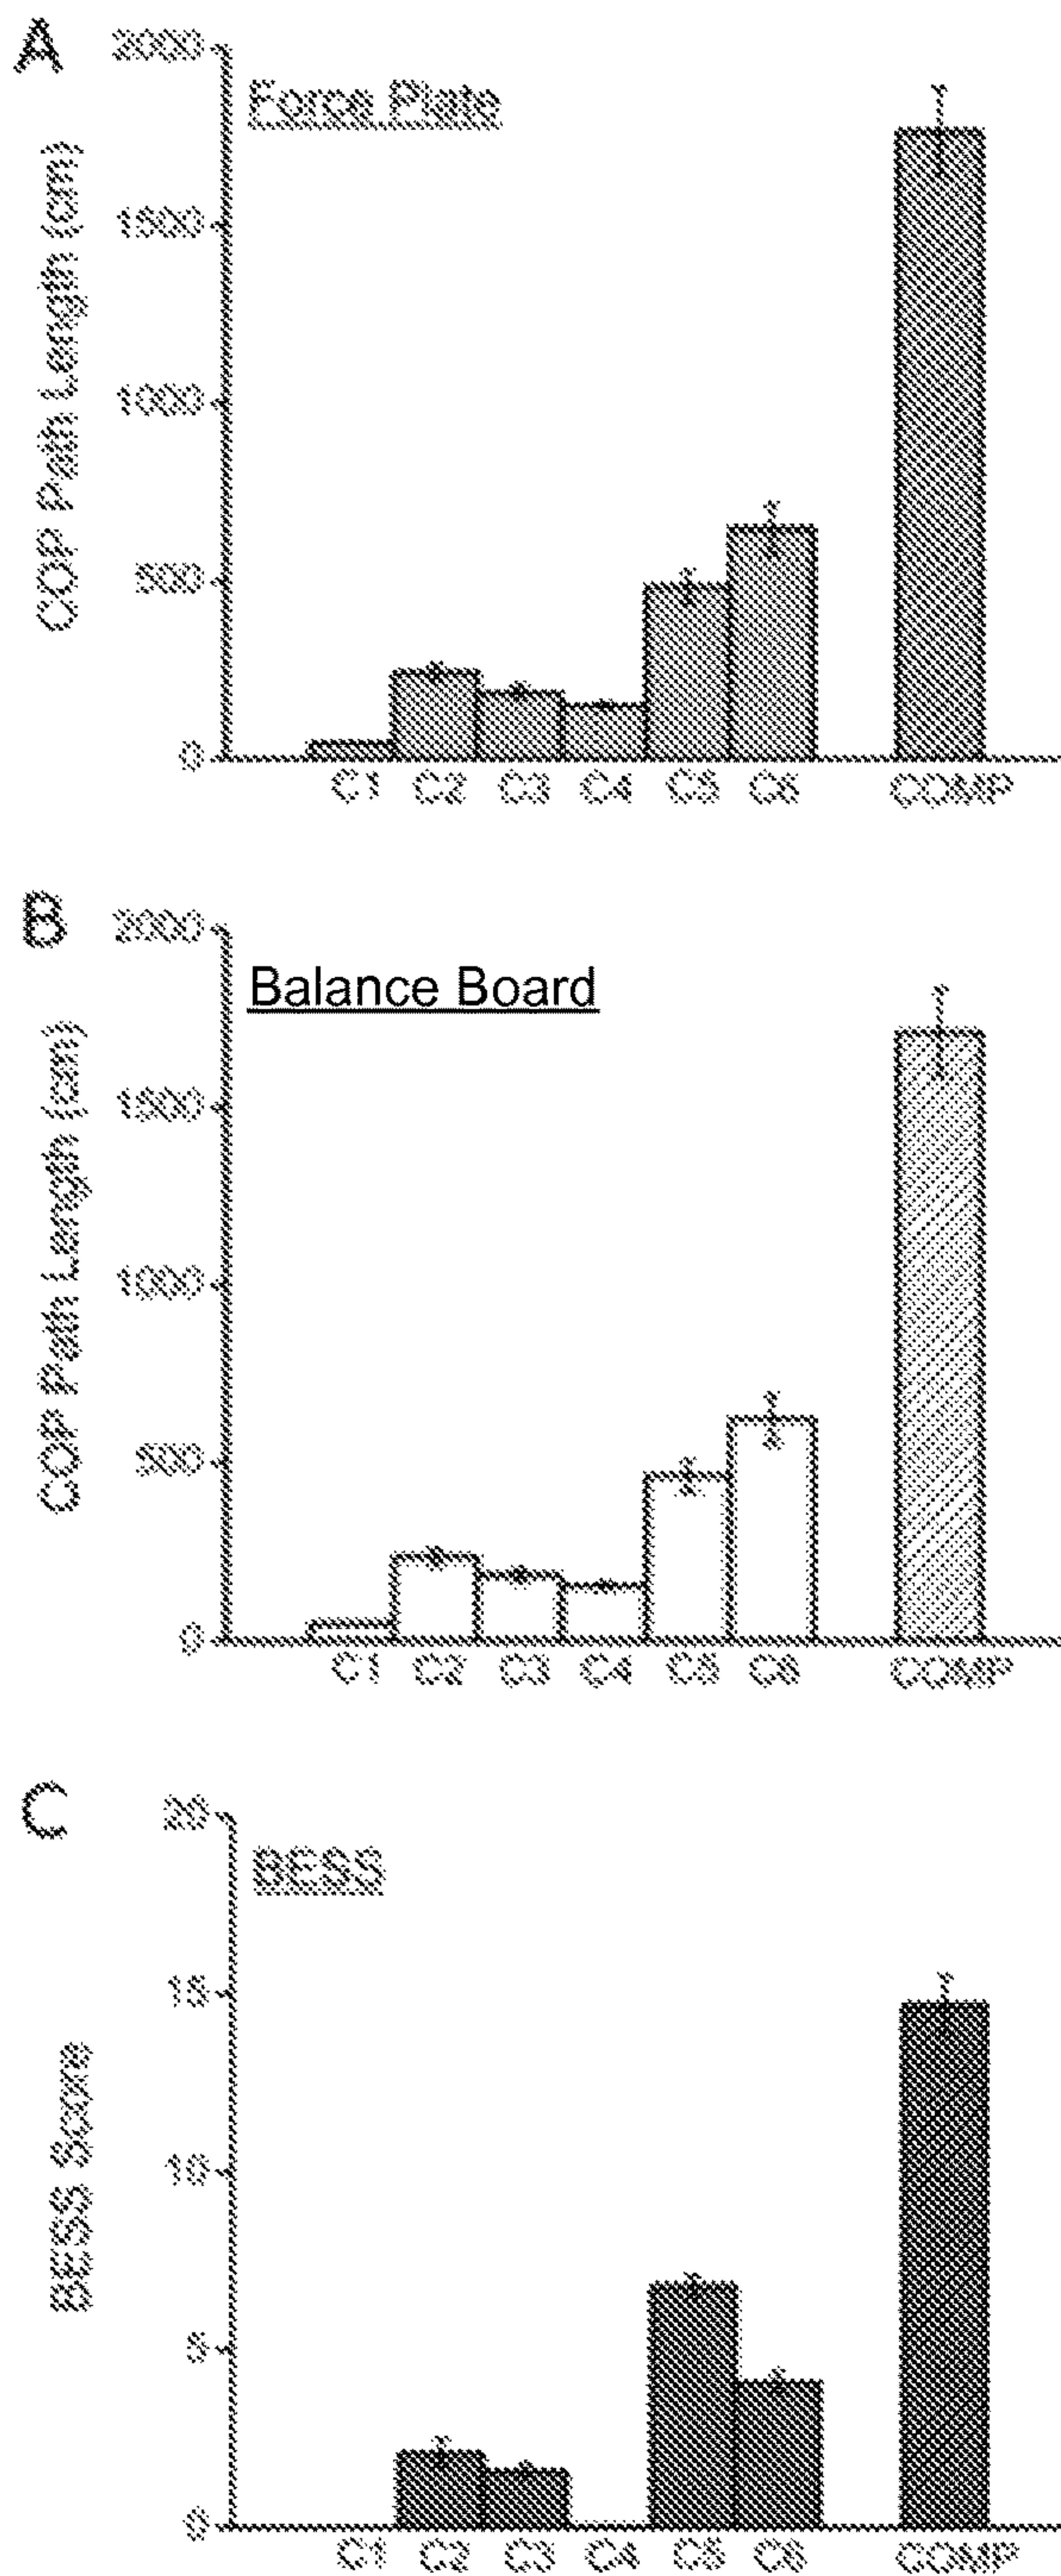 A
Force Plate
COP Path Length (cm)
2000
1500
1000
500
0
C1 C2 C3 C4 C5 C6 COMP
B
Balance Board
COP Path Length (cm)
2000
1500
1000
500
0
C1 C2 C3 C4 C5 C6 COMP
C
BESS
BESS Score
20
15
10
5
0
C1 C2 C3 C4 C5 C6 COMP